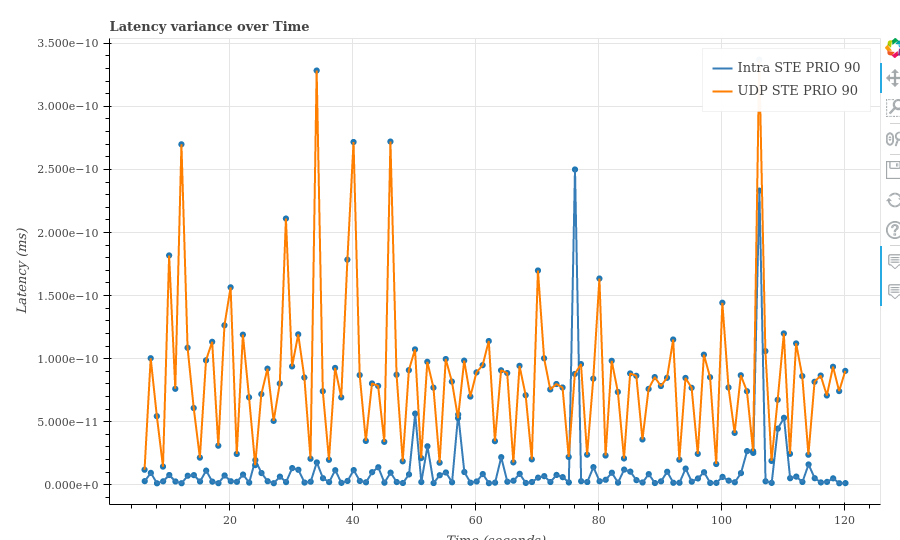 Latency variance over Time
3.500e−10
3.000e−10
2.500e−10
2.000e−10
1.500e−10
1.000e−10
5.000e−11
0.000e+0
Latency (ms)
Intra STE PRIO 90
UDP STE PRIO 90
20
40
60
80
100
120
Time (seconds)